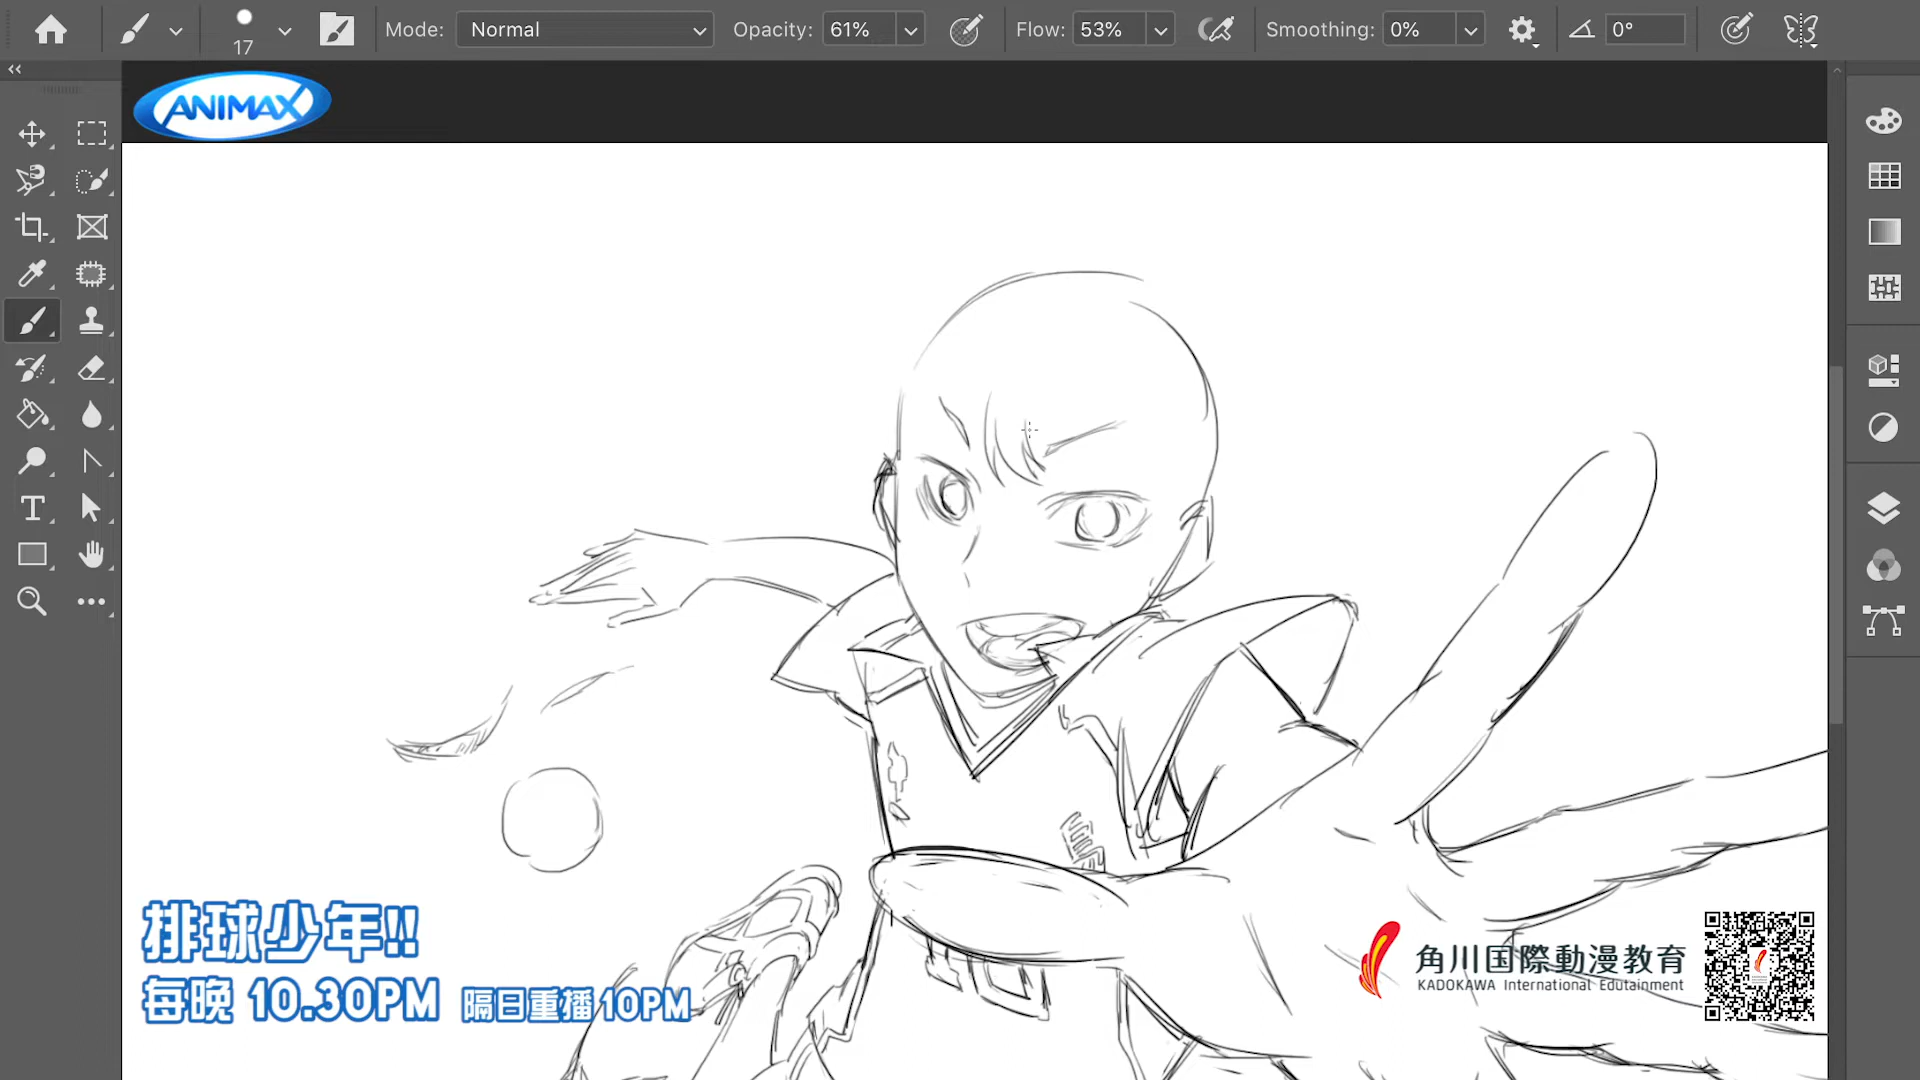 17
Mode: Normal Opacity: 61% Flow: 53% Smoothing: 0% 0°
ANIMAX
排球少年!!
每晚 10.30PM 隔日重播10PM
角川国際動漫教育
KADOKAWA International Edutainment